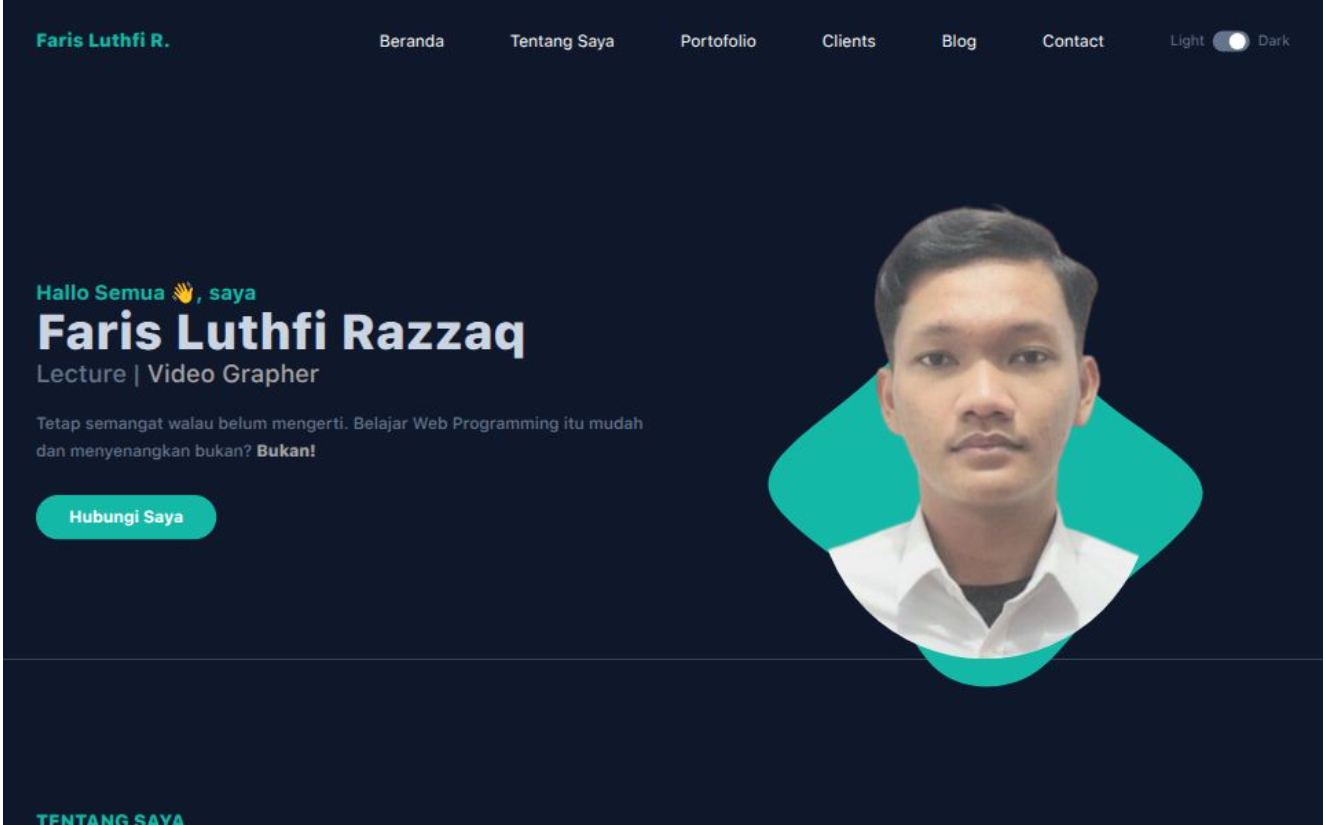 Faris Luthfi R. Beranda Tentang Saya Portofolio Clients Blog Contact Light Dark
Hallo Semua 👋, saya
Faris Luthfi Razzaq
Lecture | Video Grapher
Tetap semangat walau belum mengerti. Belajar Web Programming itu mudah
dan menyenangkan bukan? Bukan!
Hubungi Saya
TENTANG SAYA